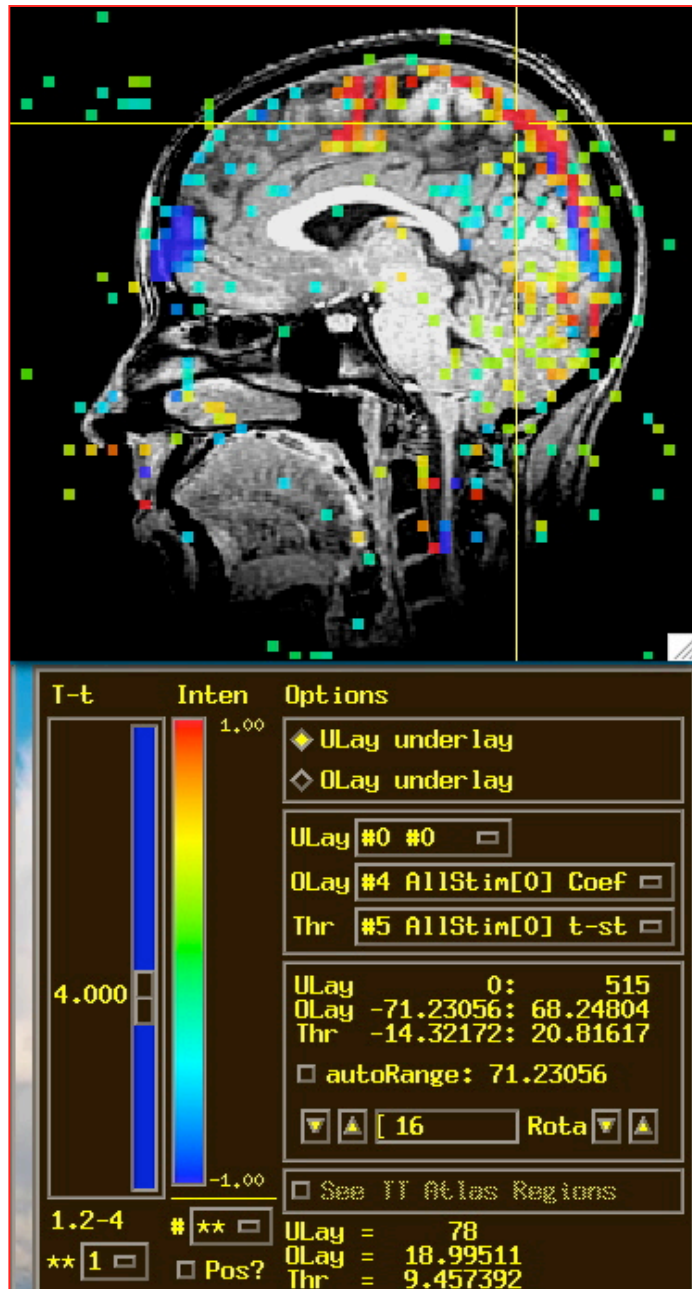 T-t Inten Options
1.00
ULay underlay
OLay underlay
ULay #0 #0
OLay #4 AllStim[0] Coef
Thr #5 AllStim[0] t-st
4.000
ULay 0: 515
OLay -71.23056: 68.24804
Thr -14.32172: 20.81617
autoRange: 71.23056
[ 16 Rota
-1.00
See TT Atlas Regions
1.2-4 # **
** 1 Pos?
ULay = 78
OLay = 18.99511
Thr = 9.457392